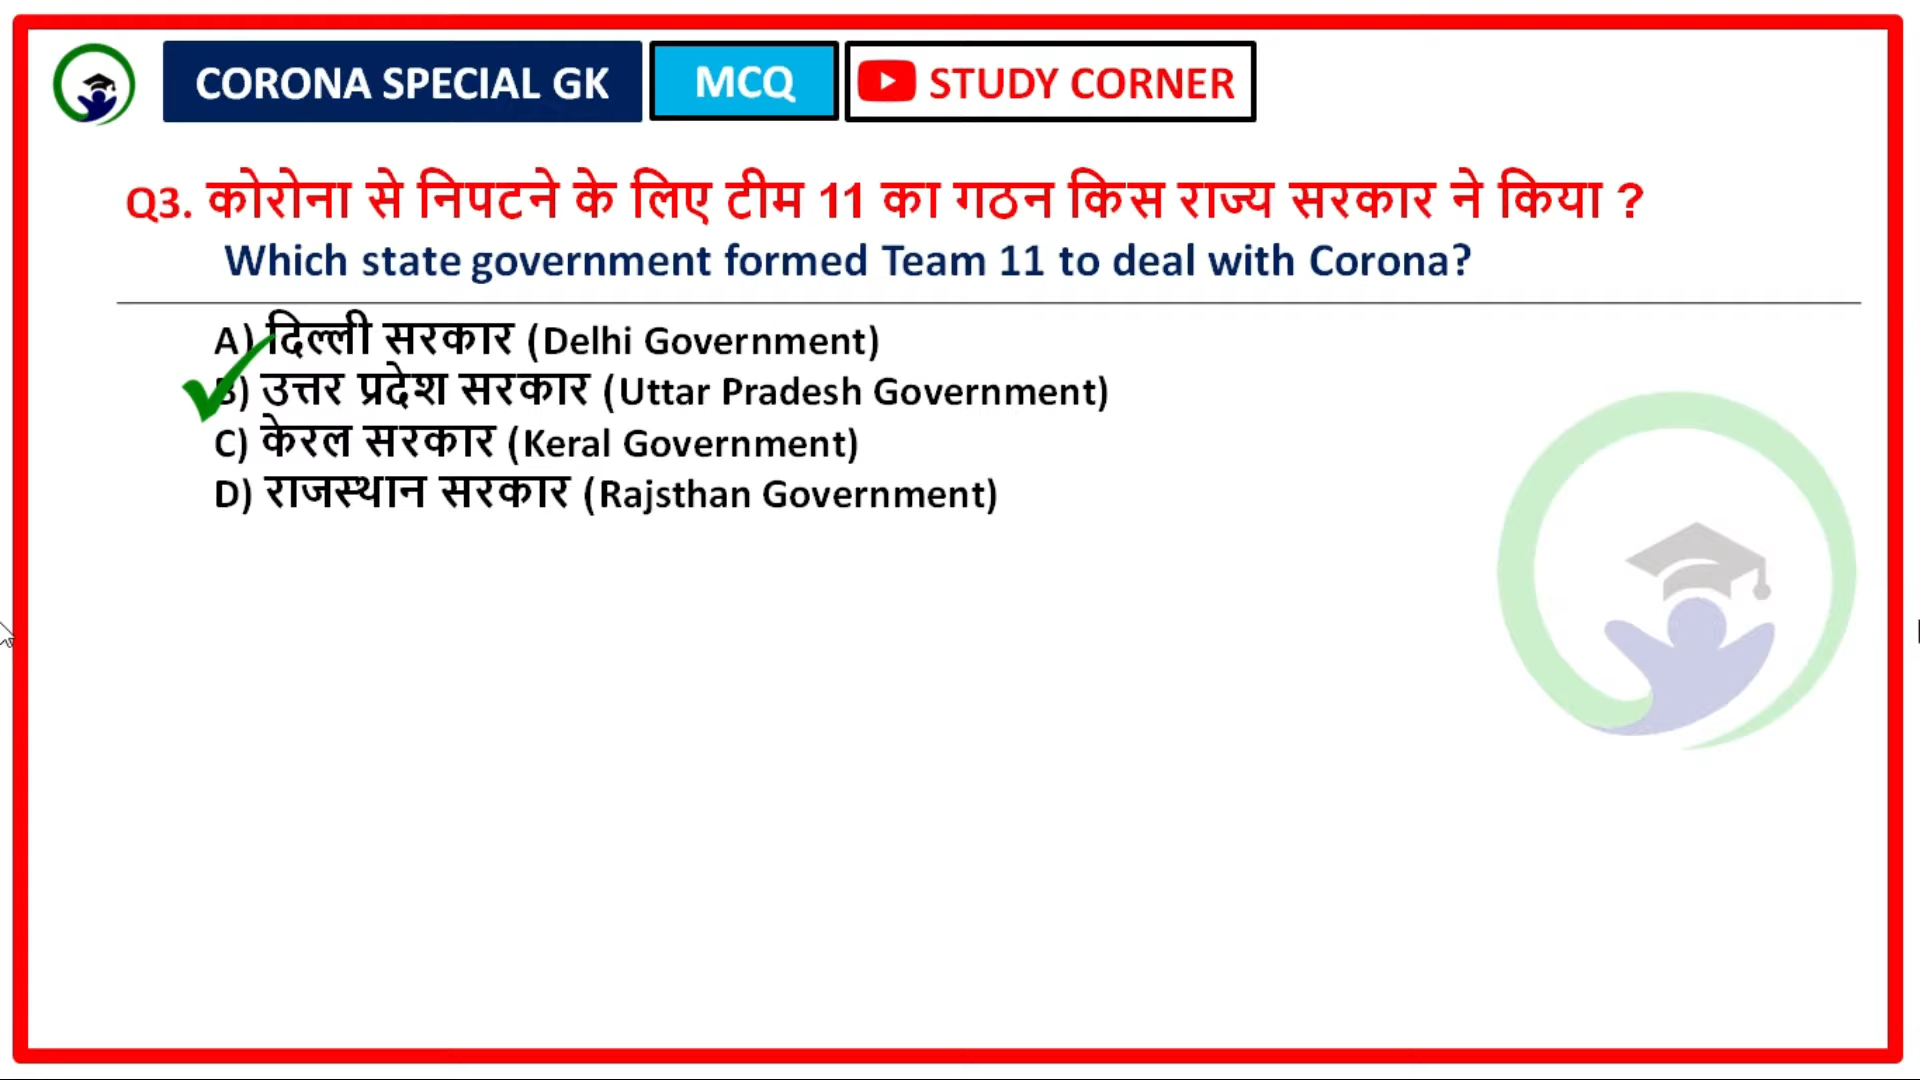 CORONA SPECIAL GK MCQ STUDY CORNER
Q3. कोरोना से निपटने के लिए टीम 11 का गठन किस राज्य सरकार ने किया ?
Which state government formed Team 11 to deal with Corona?
A) दिल्ली सरकार (Delhi Government)
B) उत्तर प्रदेश सरकार (Uttar Pradesh Government)
C) केरल सरकार (Keral Government)
D) राजस्थान सरकार (Rajsthan Government)